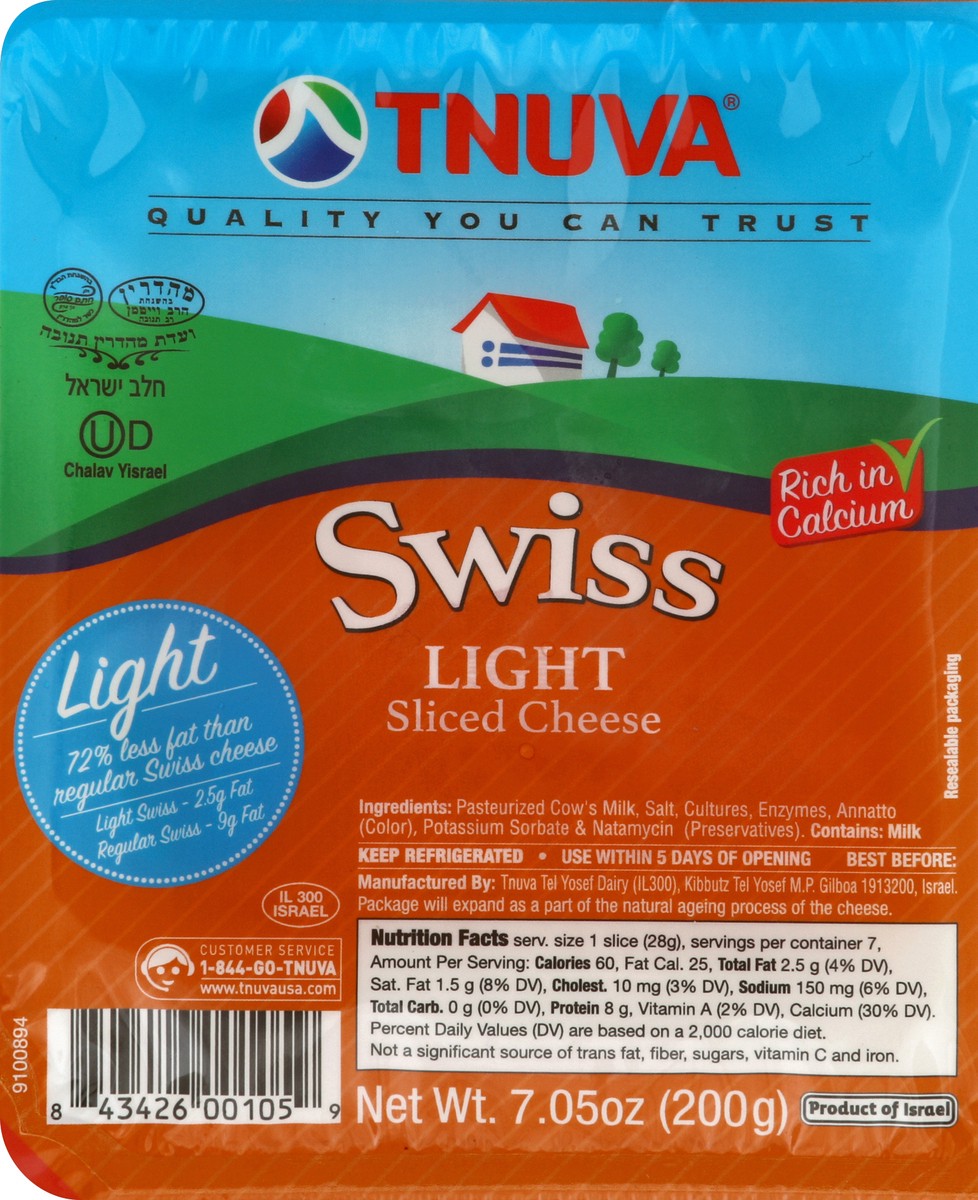 TNUVA®
QUALITY YOU CAN TRUST
מהדרין
בהשגחת
הרב וייטמן
רב תנובה
חתם סופר
ועדת מהדרין תנובה
חלב ישראל
UD
Chalav Yisrael
Rich in
Calcium
Swiss
LIGHT
Sliced Cheese
Light
72% less fat than
regular Swiss cheese
Light Swiss - 2.5g Fat
Regular Swiss - 9g Fat
Resealable packaging
Ingredients: Pasteurized Cow's Milk, Salt, Cultures, Enzymes, Annatto
(Color), Potassium Sorbate & Natamycin (Preservatives). Contains: Milk
KEEP REFRIGERATED • USE WITHIN 5 DAYS OF OPENING BEST BEFORE:
Manufactured By: Tnuva Tel Yosef Dairy (IL300), Kibbutz Tel Yosef M.P. Gilboa 1913200, Israel.
Package will expand as a part of the natural ageing process of the cheese.
IL 300
ISRAEL
CUSTOMER SERVICE
1-844-GO-TNUVA
www.tnuvausa.com
Nutrition Facts serv. size 1 slice (28g), servings per container 7,
Amount Per Serving: Calories 60, Fat Cal. 25, Total Fat 2.5 g (4% DV),
Sat. Fat 1.5 g (8% DV), Cholest. 10 mg (3% DV), Sodium 150 mg (6% DV),
Total Carb. 0 g (0% DV), Protein 8 g, Vitamin A (2% DV), Calcium (30% DV).
Percent Daily Values (DV) are based on a 2,000 calorie diet.
Not a significant source of trans fat, fiber, sugars, vitamin C and iron.
9100894
8 43426 00105 9
Net Wt. 7.05oz (200g)
Product of Israel